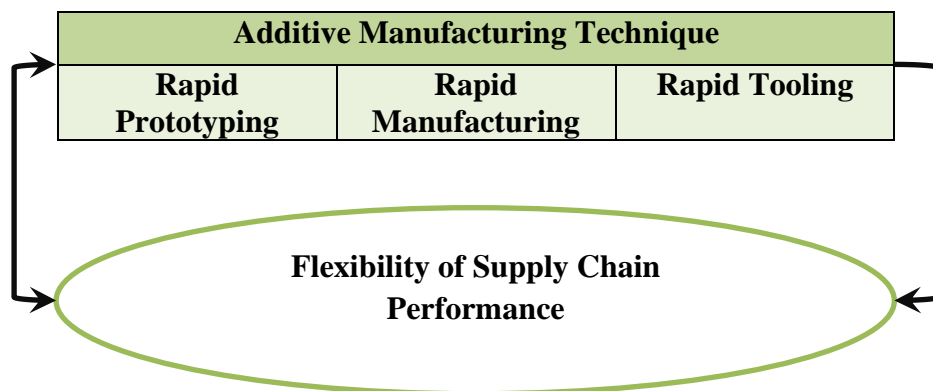 Additive Manufacturing Technique
Rapid
Prototyping
Rapid
Manufacturing
Rapid Tooling
Flexibility of Supply Chain
Performance